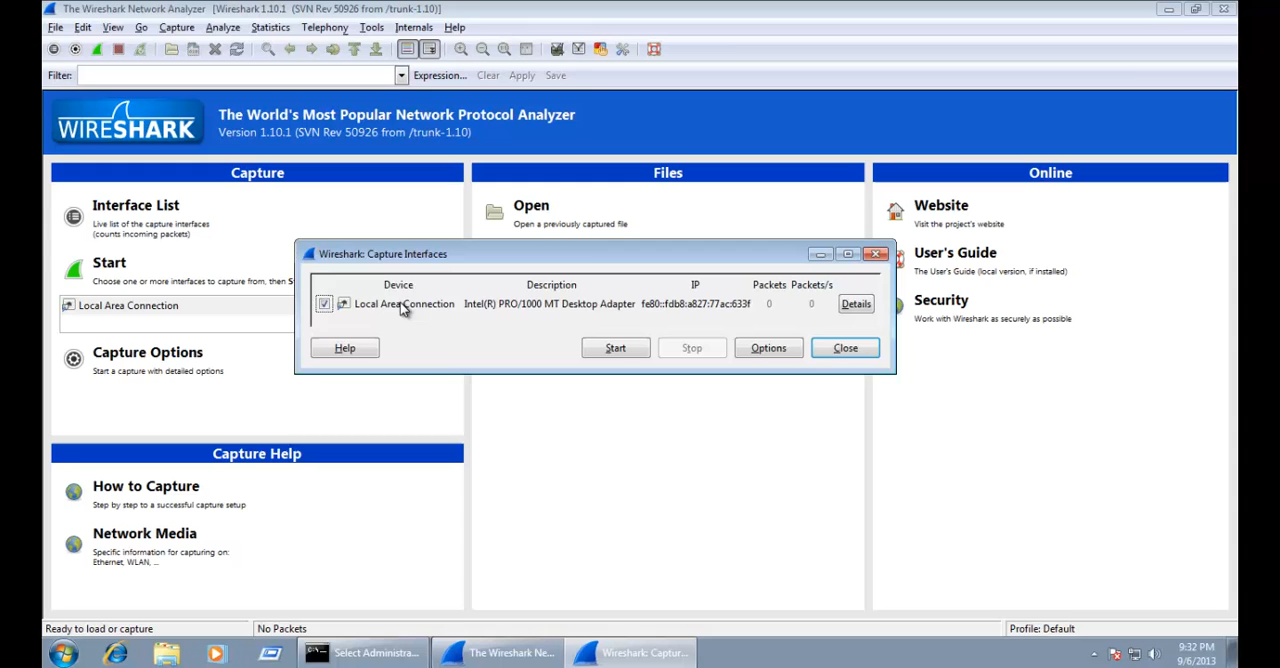 The Wireshark Network Analyzer [Wireshark 1.10.1 (SVN Rev 50926 from /trunk-1.10)]
File Edit View Go Capture Analyze Statistics Telephony Tools Internals Help
Filter: Expression... Clear Apply Save
WIRESHARK
The World's Most Popular Network Protocol Analyzer
Version 1.10.1 (SVN Rev 50926 from /trunk-1.10)
Capture
Interface List
Live list of the capture interfaces
(counts incoming packets)
Start
Choose one or more interfaces to capture from, then S
Local Area Connection
Capture Options
Start a capture with detailed options
Capture Help
How to Capture
Step by step to a successful capture setup
Network Media
Specific information for capturing on:
Ethernet, WLAN, ...
Files
Open
Open a previously captured file
Online
Website
Visit the project's website
User's Guide
The User's Guide (local version, if installed)
Security
Work with Wireshark as securely as possible
Wireshark: Capture Interfaces
Device Description IP Packets Packets/s
Local Area Connection Intel(R) PRO/1000 MT Desktop Adapter fe80::fdb8:a827:77ac:633f 0 0 Details
Help Start Stop Options Close
Ready to load or capture No Packets Profile: Default
C:\. Select Administra... The Wireshark Ne... Wireshark: Captur... 9:32 PM
9/6/2013